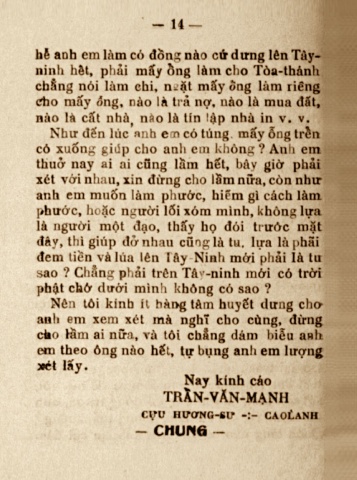 — 14 —
hễ anh em làm có đồng nào cứ dưng lên Tây-
ninh hết, phải mấy ổng làm cho Tòa-thánh
chẳng nói làm chi, ngặt mấy ổng làm riêng
cho mấy ổng, nào là trả nợ, nào là mua đất,
nào là cất nhà, nào là tín lập nhà in v. v.
Như đến lúc anh em có túng, mấy ổng trên
có xuống giúp cho anh em không ? Anh em
thuở nay ai ai cũng lầm hết, bây giờ phải
xét với nhau, xin đừng cho lầm nữa, còn như
anh em muốn làm phước, hiếm gì cách làm
phước, hoặc người lối xóm mình, không lựa
là người một đạo, thấy họ đói trước mặt
đây, thì giúp đỡ nhau cũng là tu, lựa là phải
đem tiền và lúa lên Tây-Ninh mới phải là tu
sao ? Chẳng phải trên Tây-ninh mới có trời
phật chớ dưới mình không có sao ?
Nên tôi kính ít hàng tâm huyết dưng cho
anh em xem xét mà nghĩ cho cùng, đừng
cho lầm ai nữa, và tôi chẳng dám biểu anh
em theo ông nào hết, tự bụng anh em lượng
xét lấy.
Nay kính cáo
TRẦN-VĂN-MẠNH
CỰU HƯƠNG-SƯ -:- CAOLANH
— CHUNG —